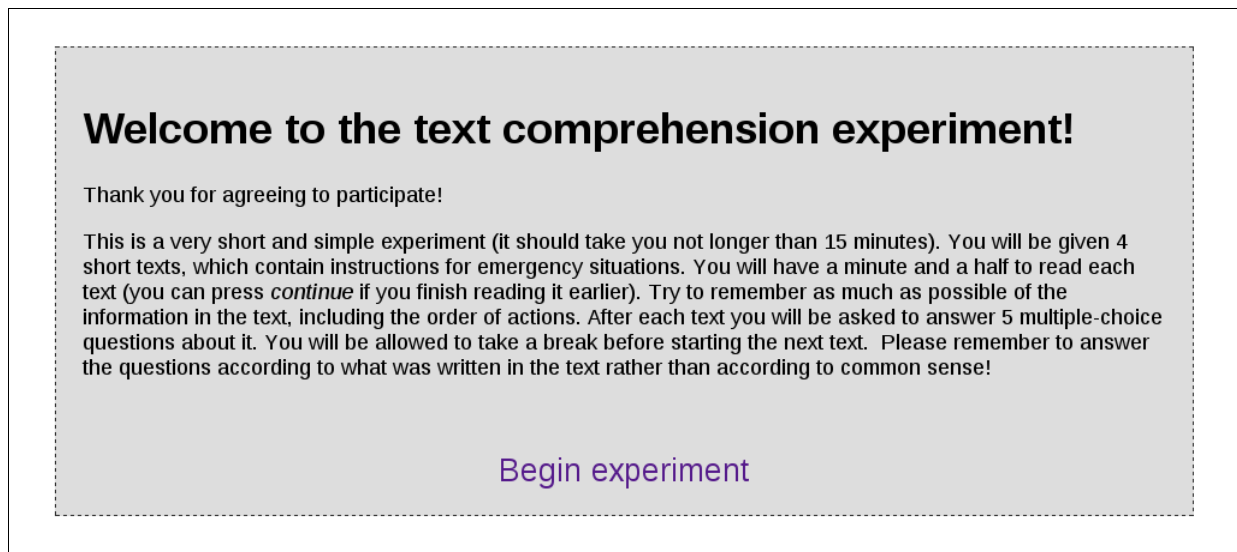 Welcome to the text comprehension experiment!
Thank you for agreeing to participate!
This is a very short and simple experiment (it should take you not longer than 15 minutes). You will be given 4
short texts, which contain instructions for emergency situations. You will have a minute and a half to read each
text (you can press continue if you finish reading it earlier). Try to remember as much as possible of the
information in the text, including the order of actions. After each text you will be asked to answer 5 multiple-choice
questions about it. You will be allowed to take a break before starting the next text.  Please remember to answer
the questions according to what was written in the text rather than according to common sense!
Begin experiment